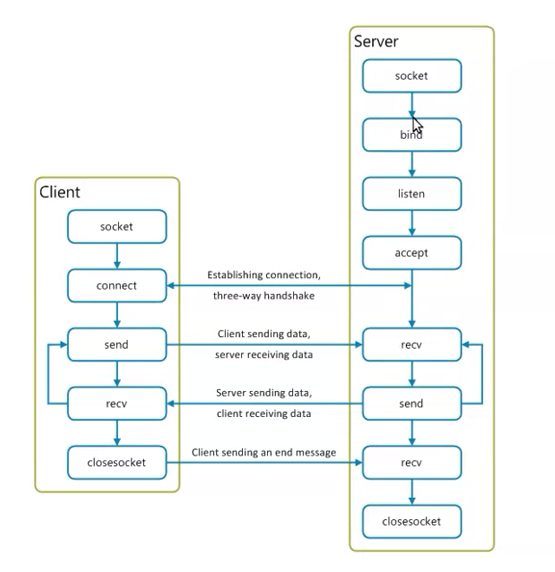 Server
socket
bind
listen
accept
Client
socket
connect
Establishing connection,
three-way handshake
send
Client sending data,
server receiving data
recv
recv
Server sending data,
client receiving data
send
closesocket
Client sending an end message
recv
closesocket